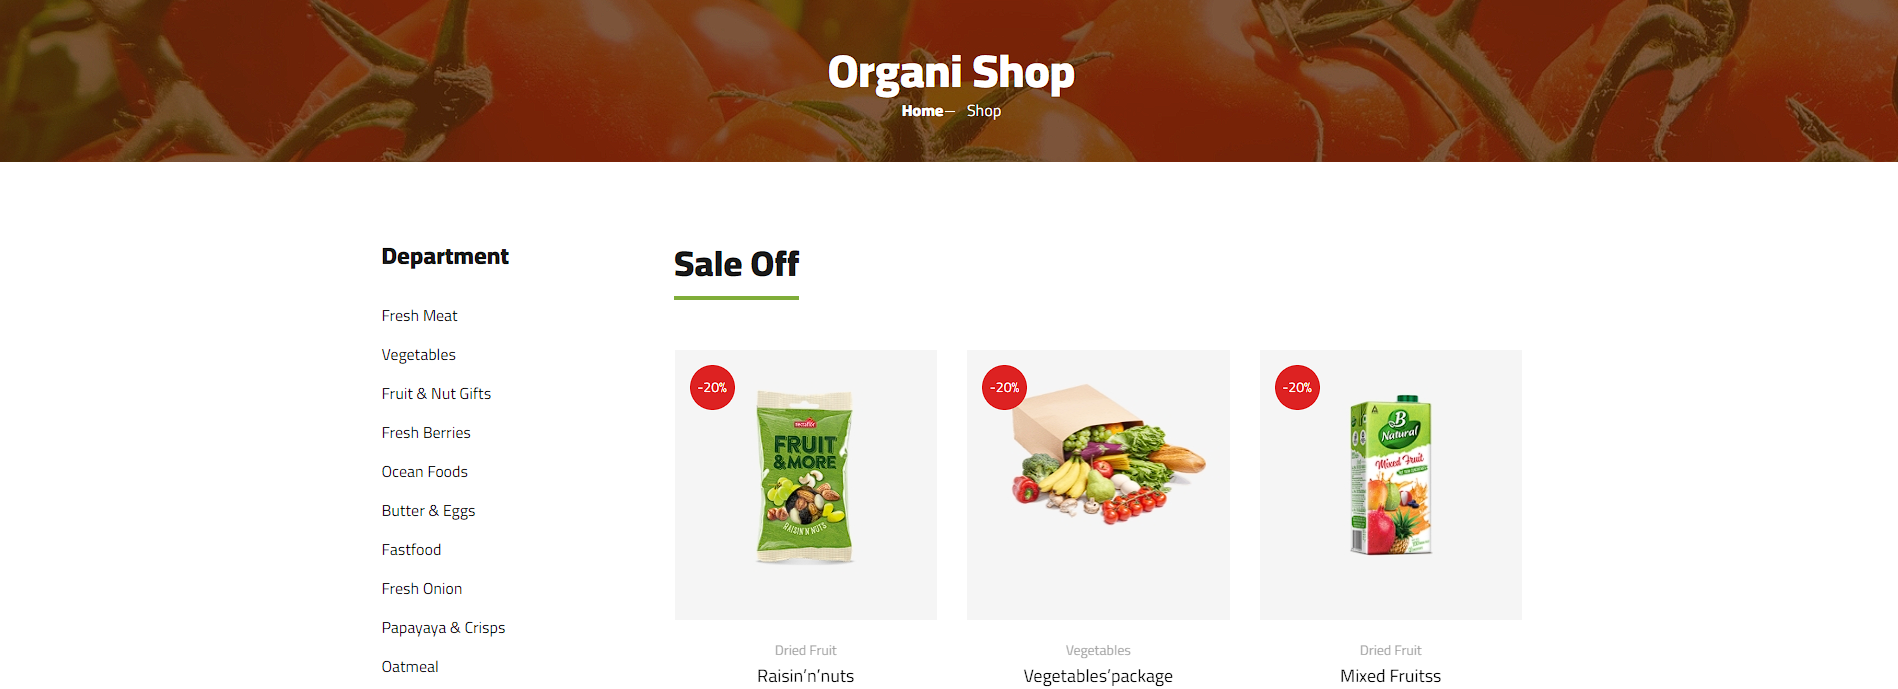 Organi Shop
Home– Shop
Department
Fresh Meat
Vegetables
Fruit & Nut Gifts
Fresh Berries
Ocean Foods
Butter & Eggs
Fastfood
Fresh Onion
Papayaya & Crisps
Oatmeal
Sale Off
-20%
FRUIT
&MORE
RAISIN'N'NUTS
Dried Fruit
Raisin’n’nuts
-20%
Vegetables
Vegetables’package
-20%
B
Natural
Mixed Fruit
Dried Fruit
Mixed Fruitss